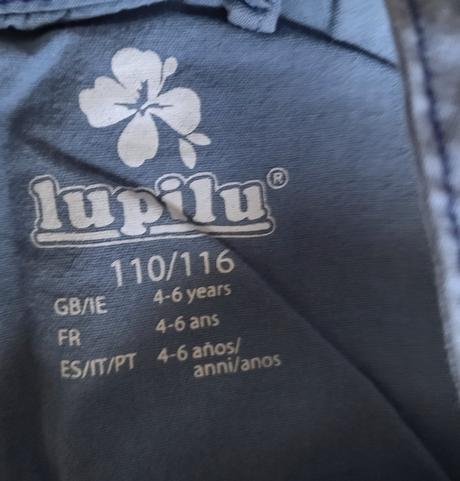 lupilu®
110/116
GB/IE 4-6 years
FR 4-6 ans
ES/IT/PT 4-6 años/
anni/anos